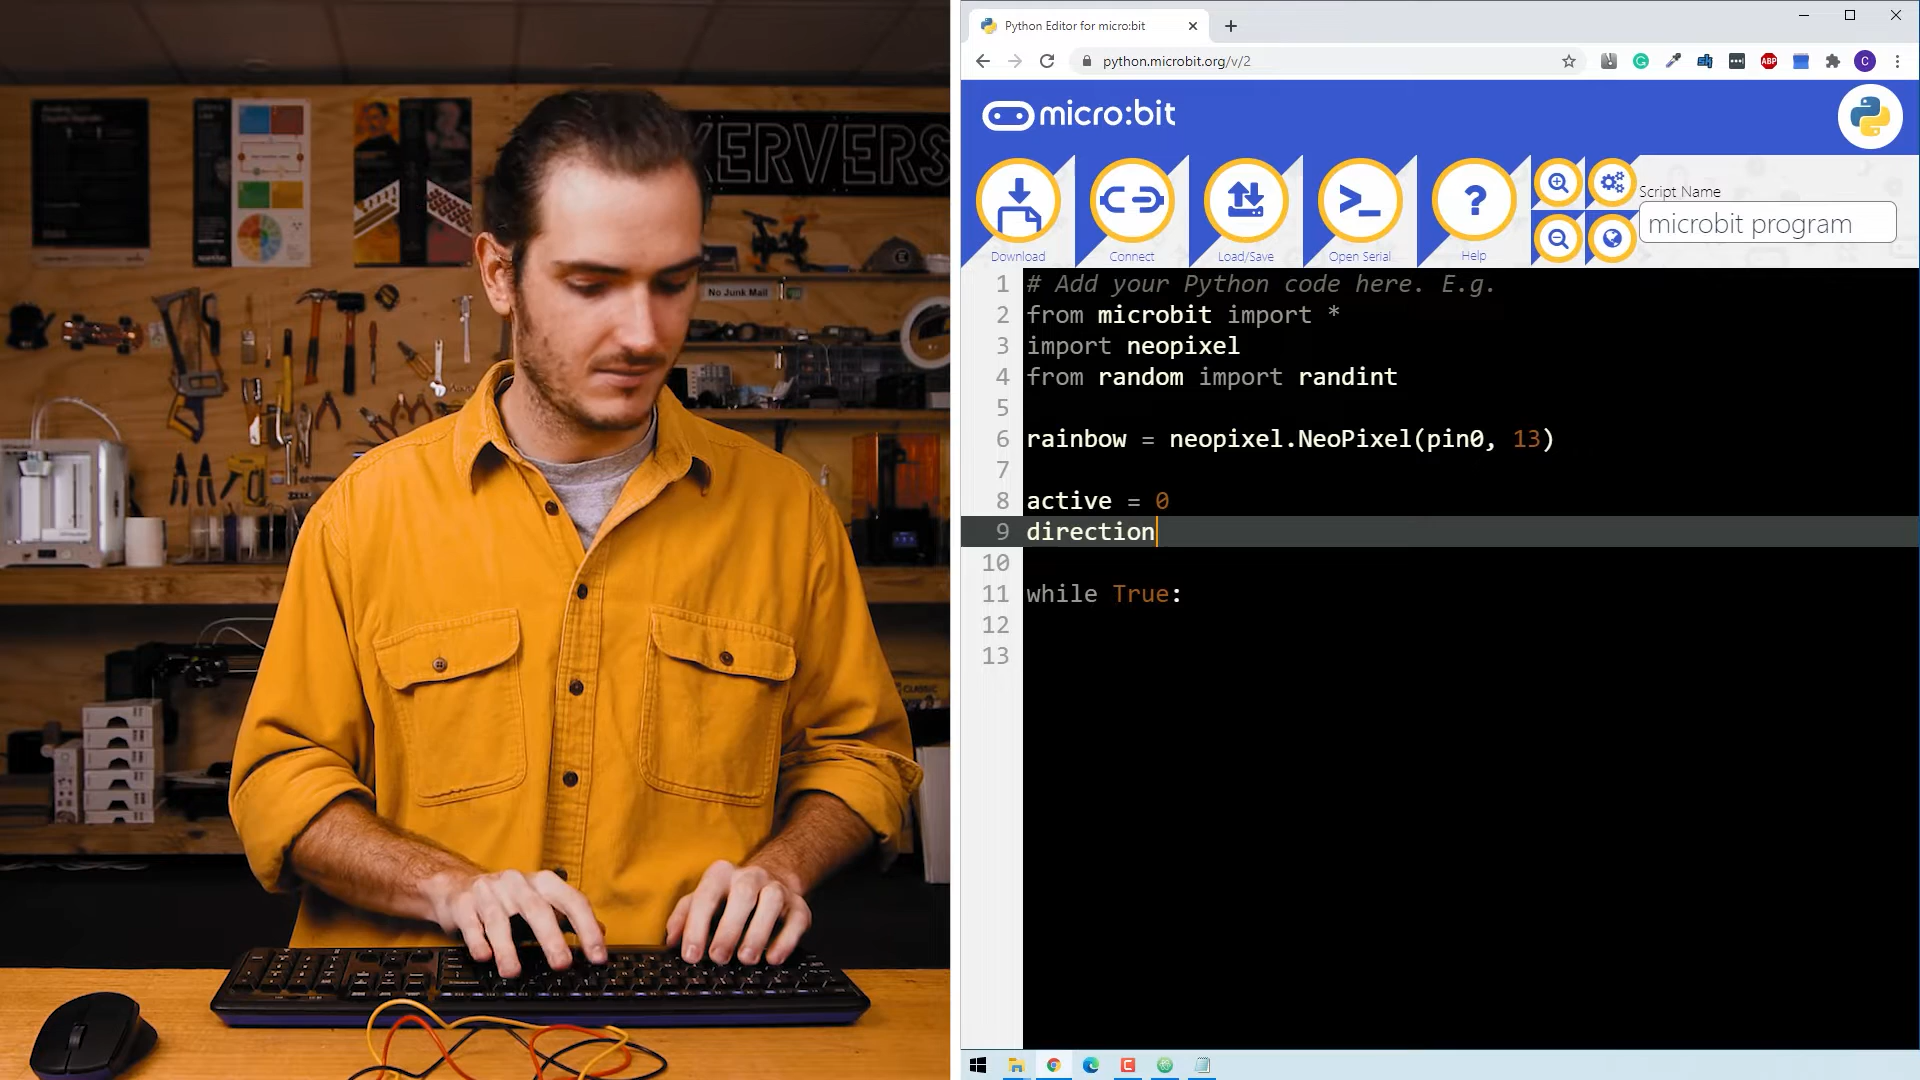 KERVERS
No Junk Mail
CLASSIC
Python Editor for micro:bit
python.microbit.org/v/2
ABP
C
micro:bit
Download
Connect
Load/Save
Open Serial
Help
Script Name
microbit program
1 # Add your Python code here. E.g.
2 from microbit import *
3 import neopixel
4 from random import randint
5
6 rainbow = neopixel.NeoPixel(pin0, 13)
7
8 active = 0
9 direction
10
11 while True:
12
13